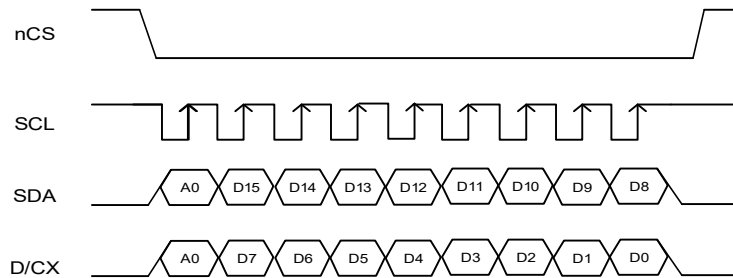 nCS
SCL
SDA A0 D15 D14 D13 D12 D11 D10 D9 D8
D/CX A0 D7 D6 D5 D4 D3 D2 D1 D0